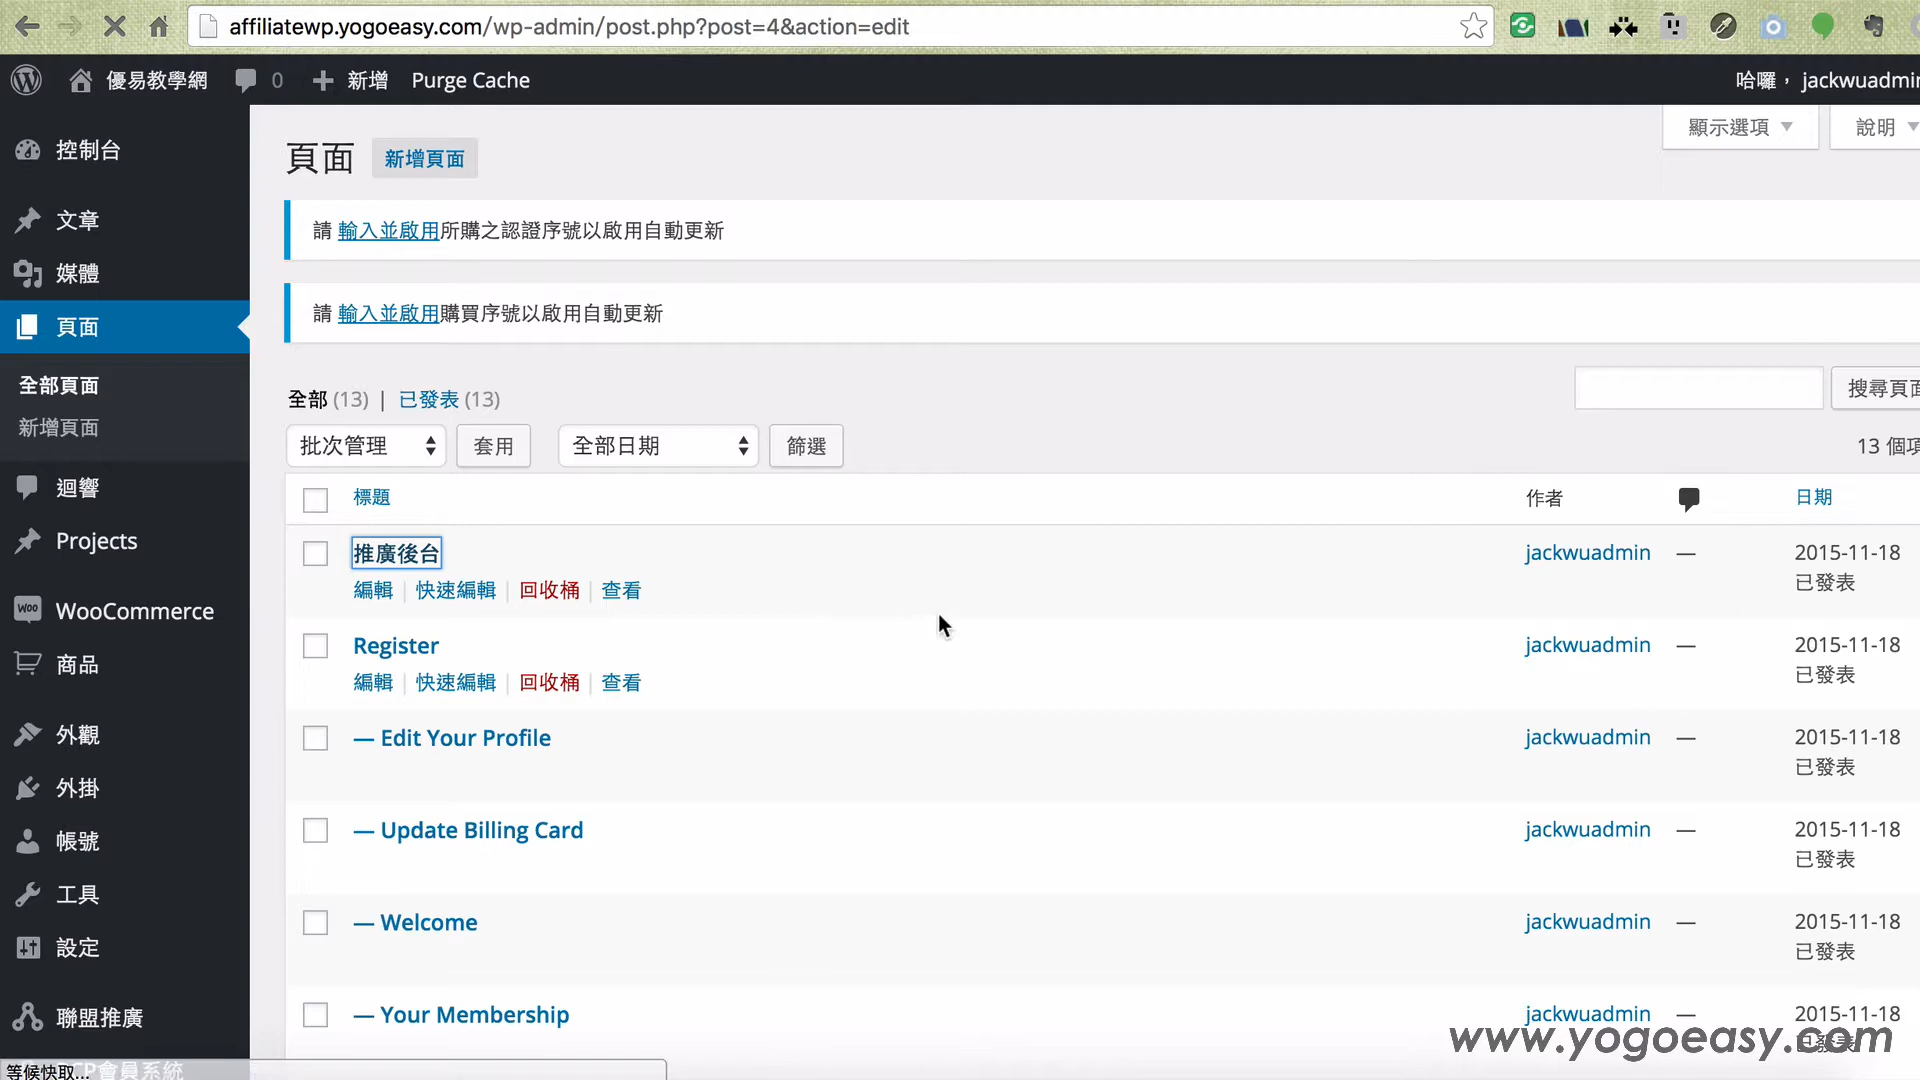 affiliatewp.yogoeasy.com/wp-admin/post.php?post=4&action=edit
優易教學網 0 新增 Purge Cache 哈囉， jackwuadmin
顯示選項 說明
控制台
文章
媒體
頁面
全部頁面
新增頁面
迴響
Projects
WooCommerce
商品
外觀
外掛
帳號
工具
設定
聯盟推廣
頁面 新增頁面
請 輸入並啟用所購之認證序號以啟用自動更新
請 輸入並啟用購買序號以啟用自動更新
全部 (13) | 已發表 (13)
搜尋頁面
批次管理 套用 全部日期 篩選 13 個項
標題 作者 日期
推廣後台 jackwuadmin — 2015-11-18
已發表
編輯 | 快速編輯 | 回收桶 | 查看
Register jackwuadmin — 2015-11-18
已發表
編輯 | 快速編輯 | 回收桶 | 查看
— Edit Your Profile jackwuadmin — 2015-11-18
已發表
— Update Billing Card jackwuadmin — 2015-11-18
已發表
— Welcome jackwuadmin — 2015-11-18
已發表
— Your Membership jackwuadmin — 2015-11-18
已發表
www.yogoeasy.com
等候快取... 會員系統